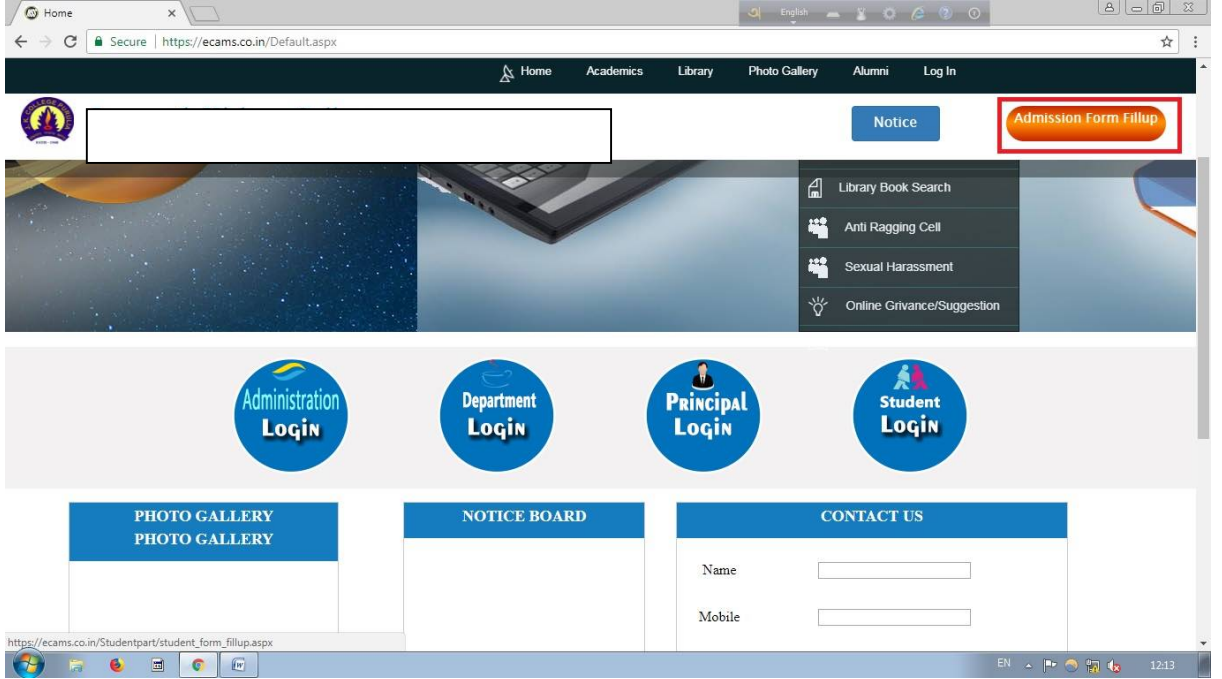 Home
অ English
Secure | https://ecams.co.in/Default.aspx
Home Academics Library Photo Gallery Alumni Log In
Notice
Admission Form Fillup
Library Book Search
Anti Ragging Cell
Sexual Harassment
Online Grivance/Suggestion
Administration Login
Department Login
Principal Login
Student Login
PHOTO GALLERY
PHOTO GALLERY
NOTICE BOARD
CONTACT US
Name
Mobile
https://ecams.co.in/Studentpart/student_form_fillup.aspx
EN 12:13